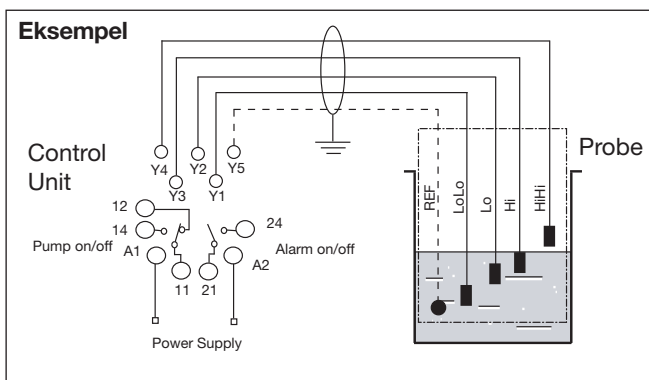 Eksempel
Control
Unit
Y4
Y3
Y2
Y1
Y5
12
14
A1
11
21
A2
24
Pump on/off
Alarm on/off
Power Supply
Probe
REF
LoLo
Lo
Hi
HiHi